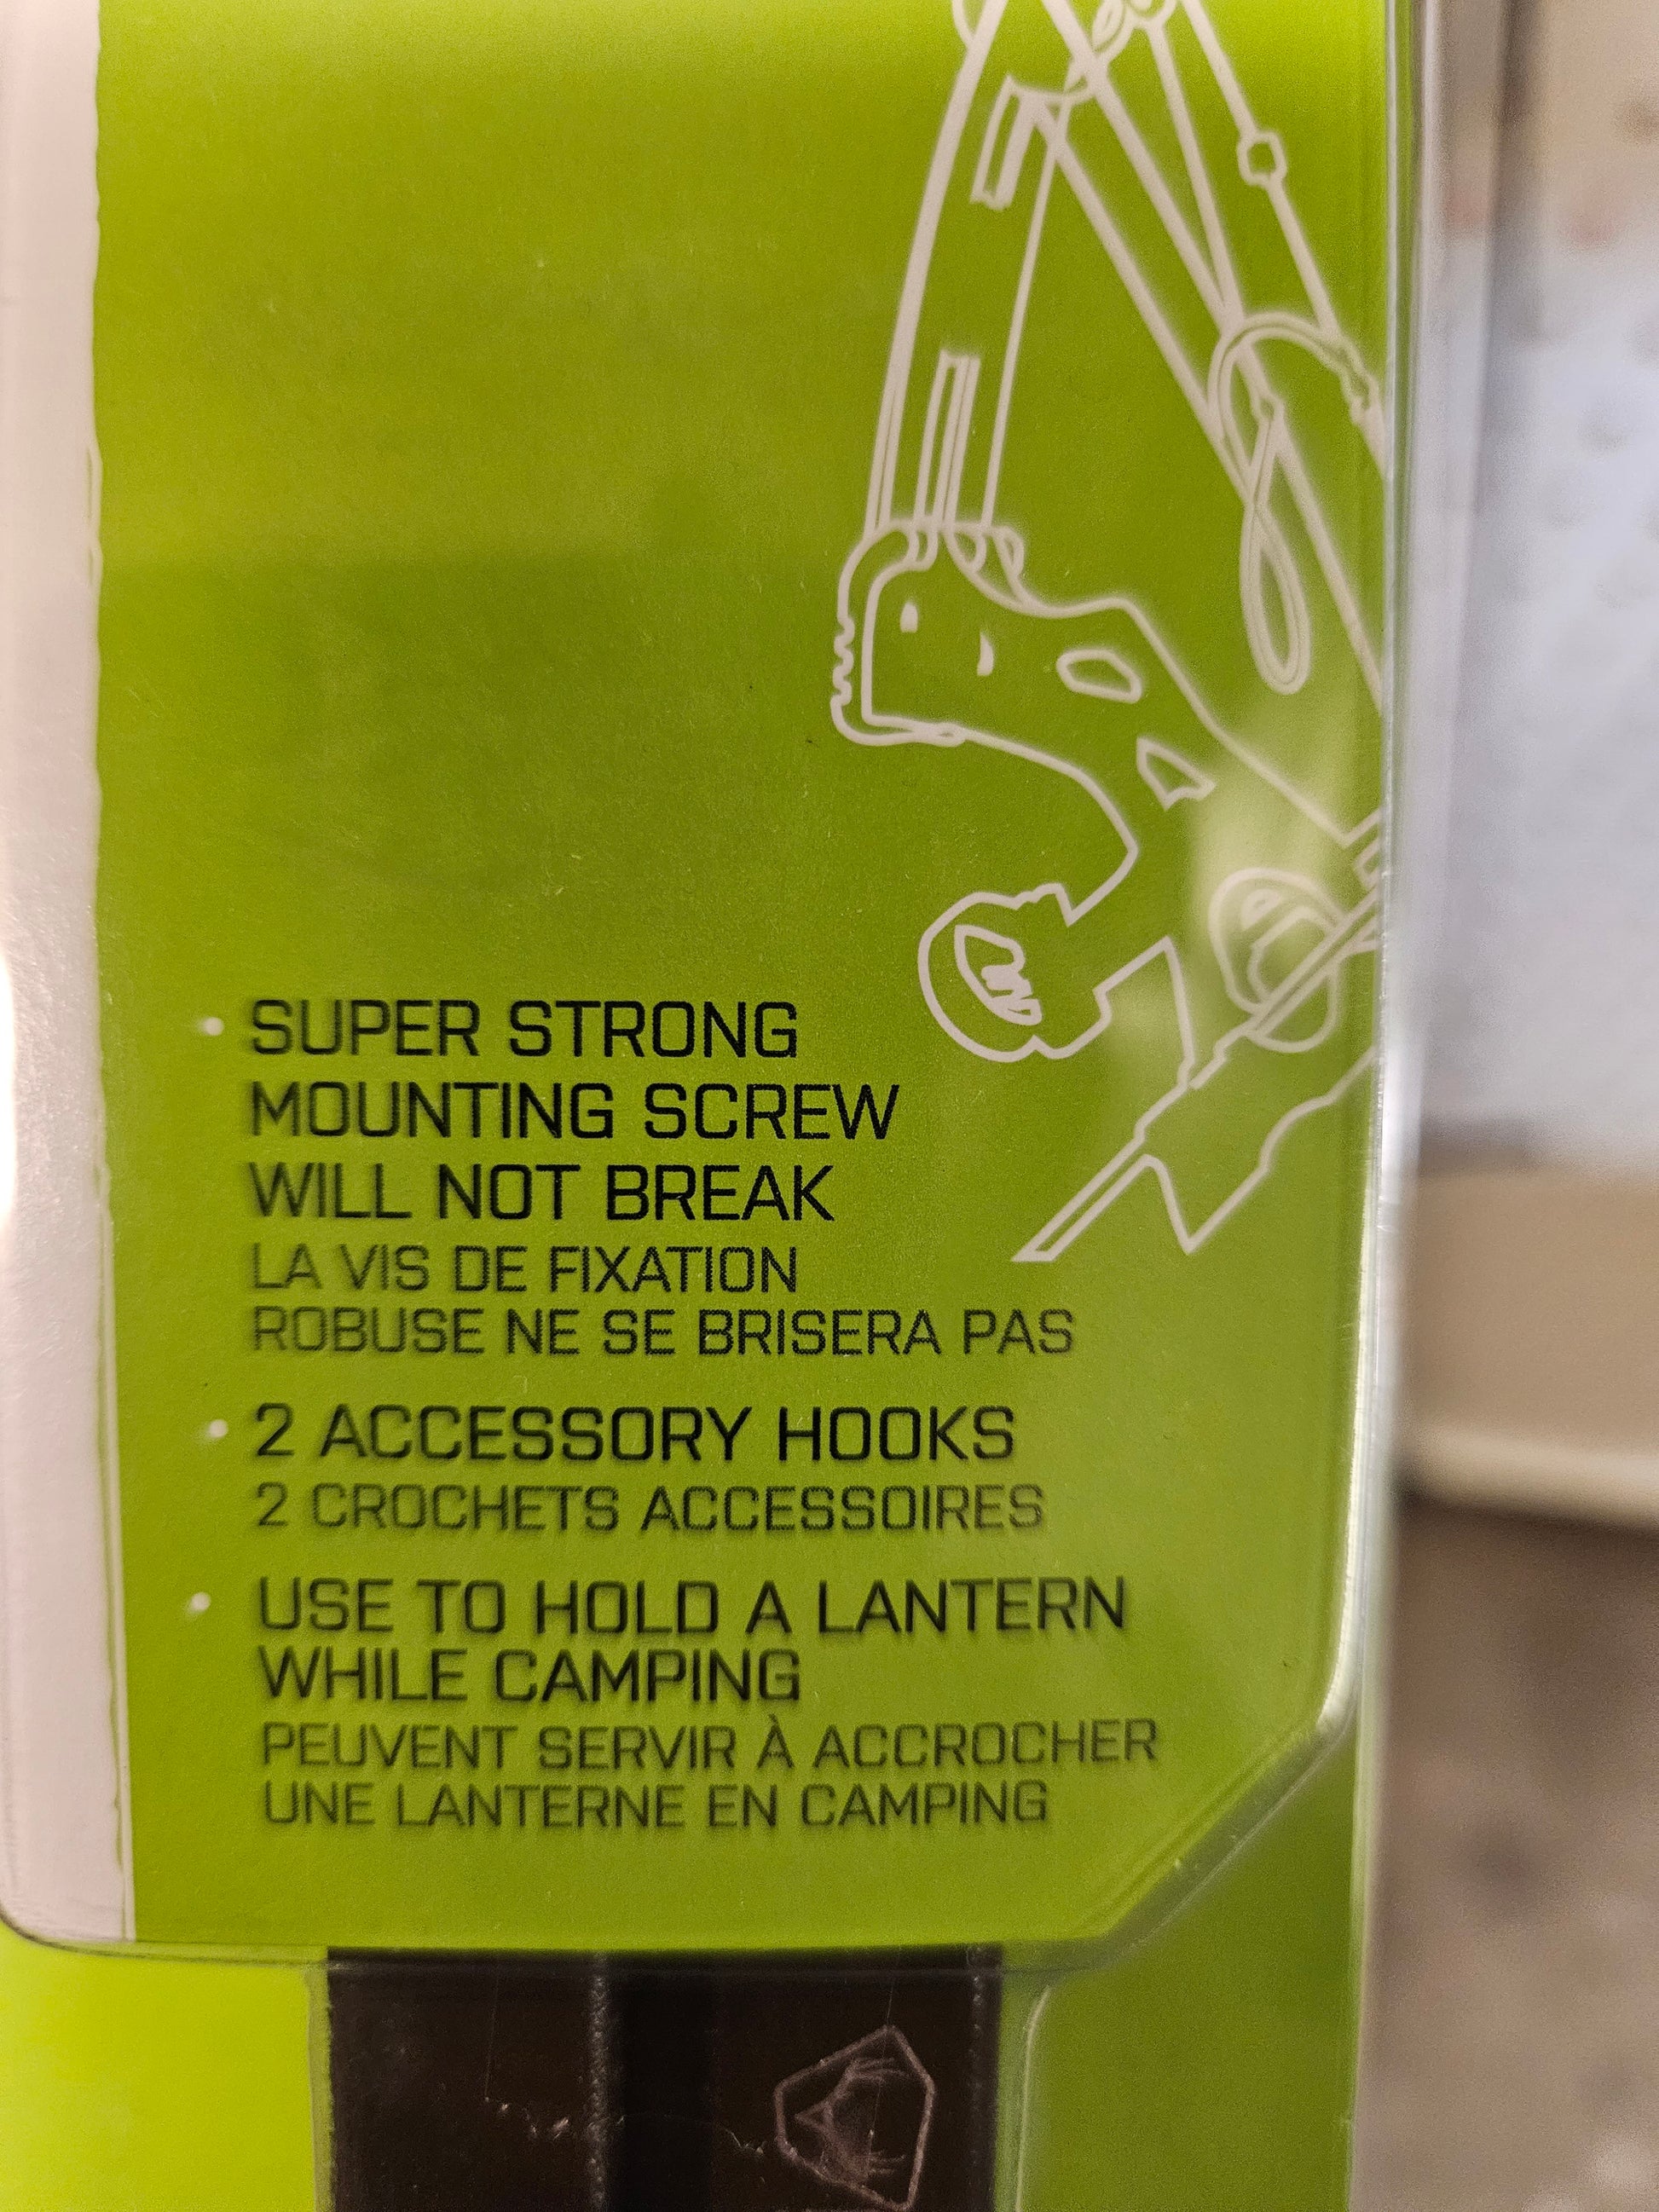 SUPER STRONG
MOUNTING SCREW
WILL NOT BREAK
LA VIS DE FIXATION
ROBUSE NE SE BRISERA PAS
2 ACCESSORY HOOKS
2 CROCHETS ACCESSOIRES
USE TO HOLD A LANTERN
WHILE CAMPING
PEUVENT SERVIR À ACCROCHER
UNE LANTERNE EN CAMPING